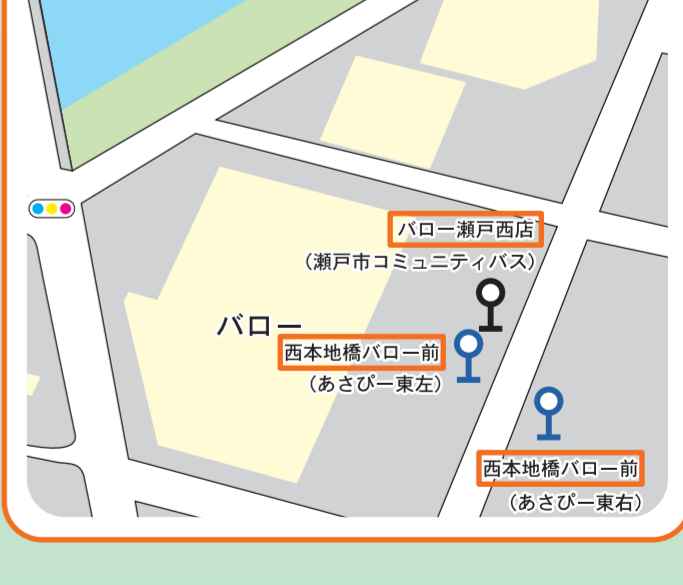 バロー瀬戸西店
(瀬戸市コミュニティバス)
バロー
西本地橋バロー前
(あさぴー東左)
西本地橋バロー前
(あさぴー東右)